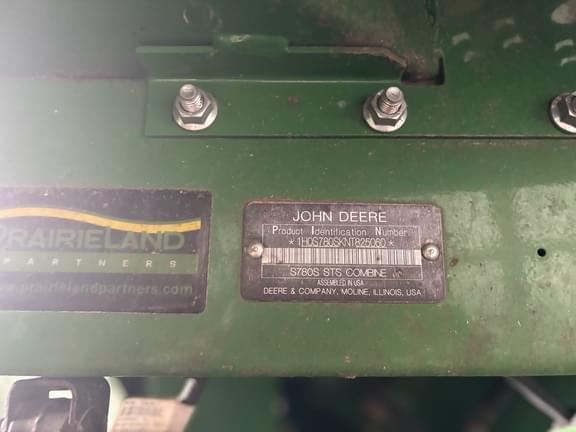 PRAIRIELAND
PARTNERS
www.prairielandpartners.com
JOHN DEERE
Product Identification Number
*1H0S780SKNT825060*
S780S STS COMBINE
ASSEMBLED IN USA
DEERE & COMPANY, MOLINE, ILLINOIS, USA